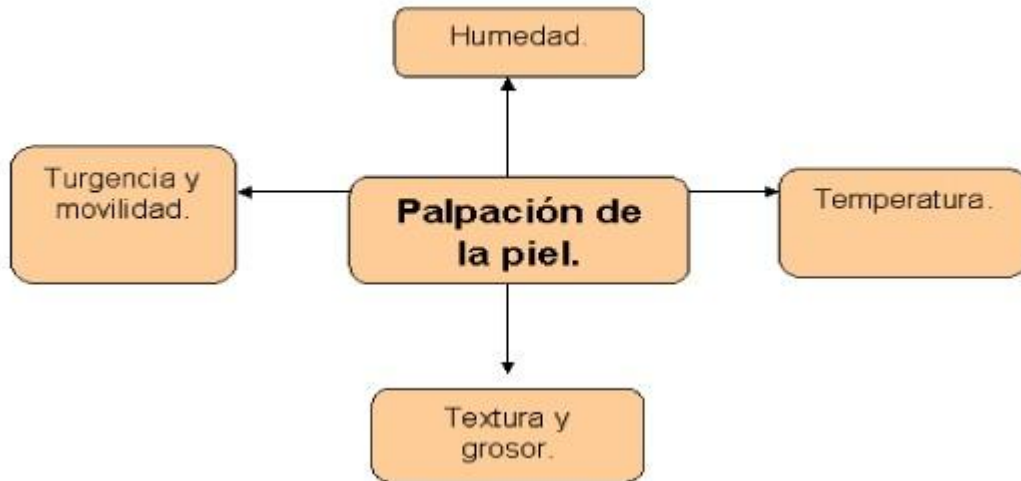 Humedad.
Turgencia y
movilidad.
Palpación de
la piel.
Temperatura.
Textura y
grosor.